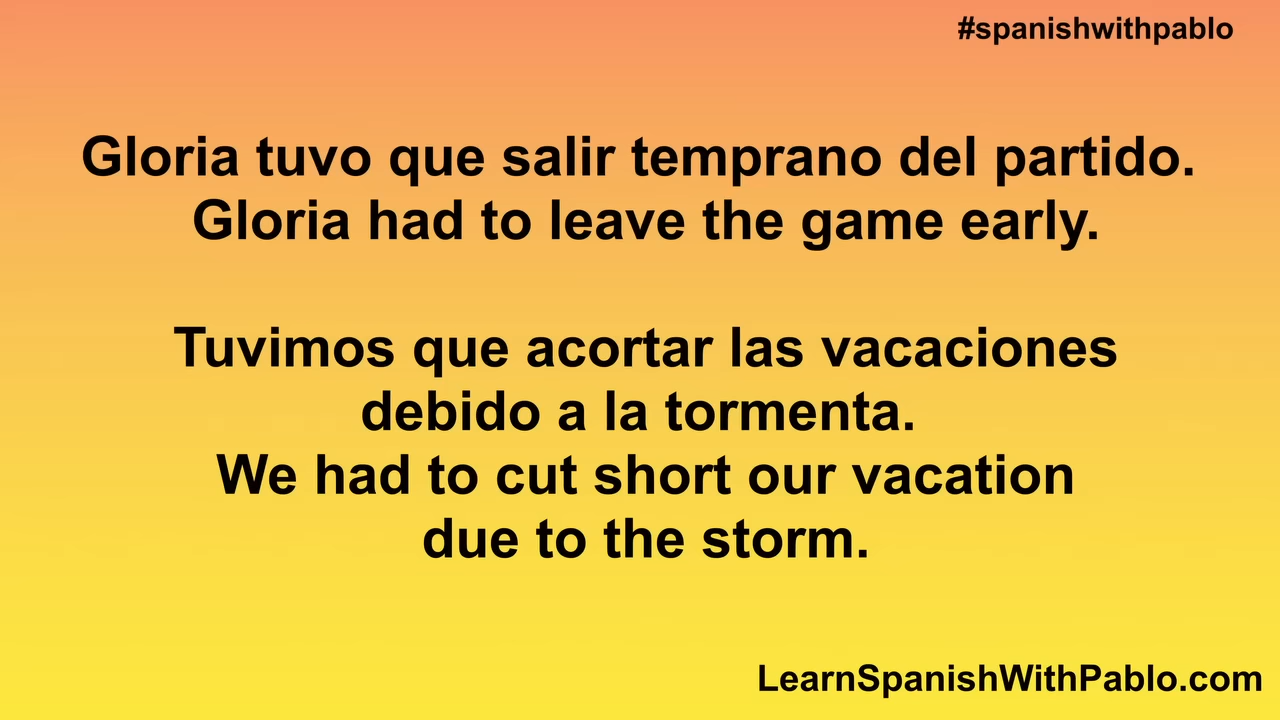 #spanishwithpablo
Gloria tuvo que salir temprano del partido.
Gloria had to leave the game early.
Tuvimos que acortar las vacaciones
debido a la tormenta.
We had to cut short our vacation
due to the storm.
LearnSpanishWithPablo.com